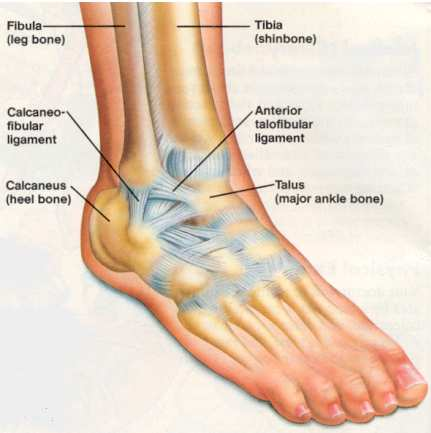 Fibula
(leg bone)
Tibia
(shinbone)
Calcaneo-
fibular
ligament
Anterior
talofibular
ligament
Calcaneus
(heel bone)
Talus
(major ankle bone)